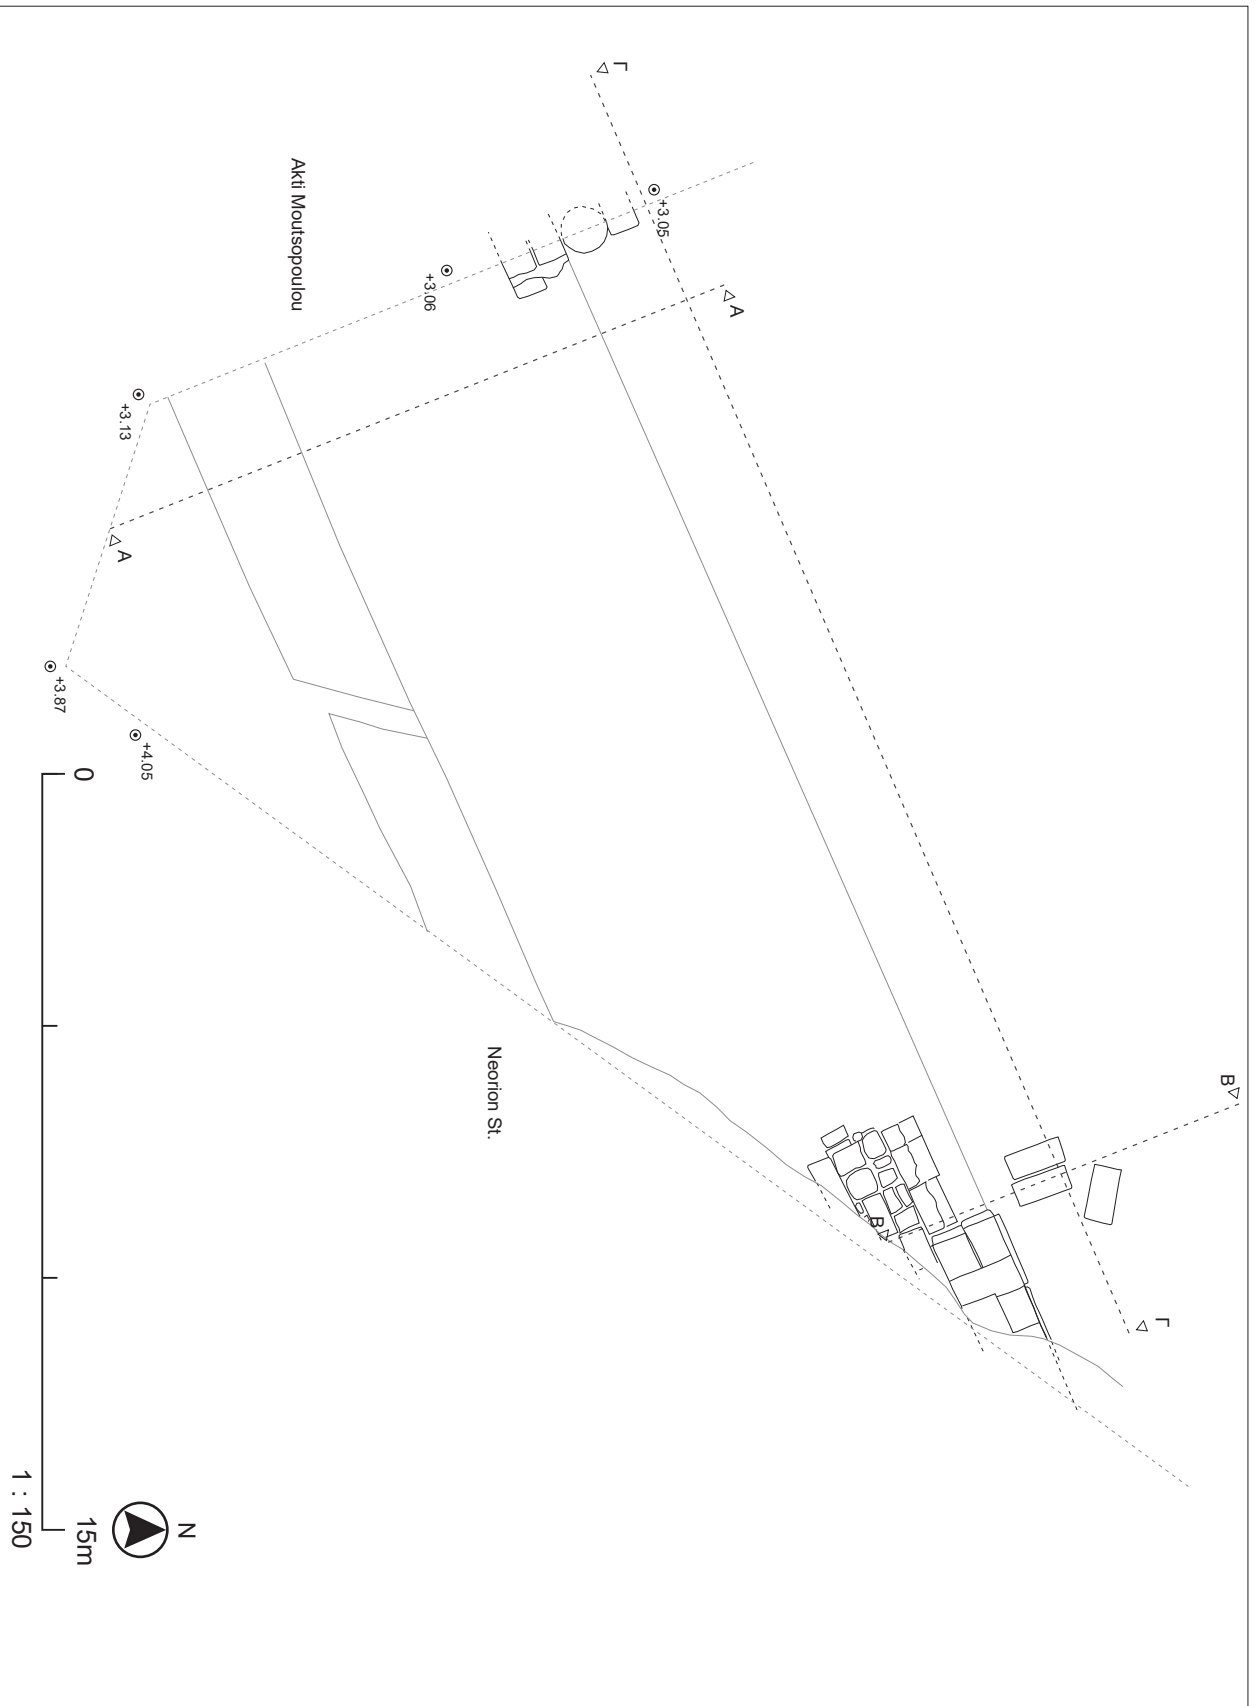 Γ
Γ
A
A
B
B
+3.05
+3.06
+3.13
+3.87
+4.05
Akti Moutsopoulou
Neorion St.
N
0
15m
1 : 150